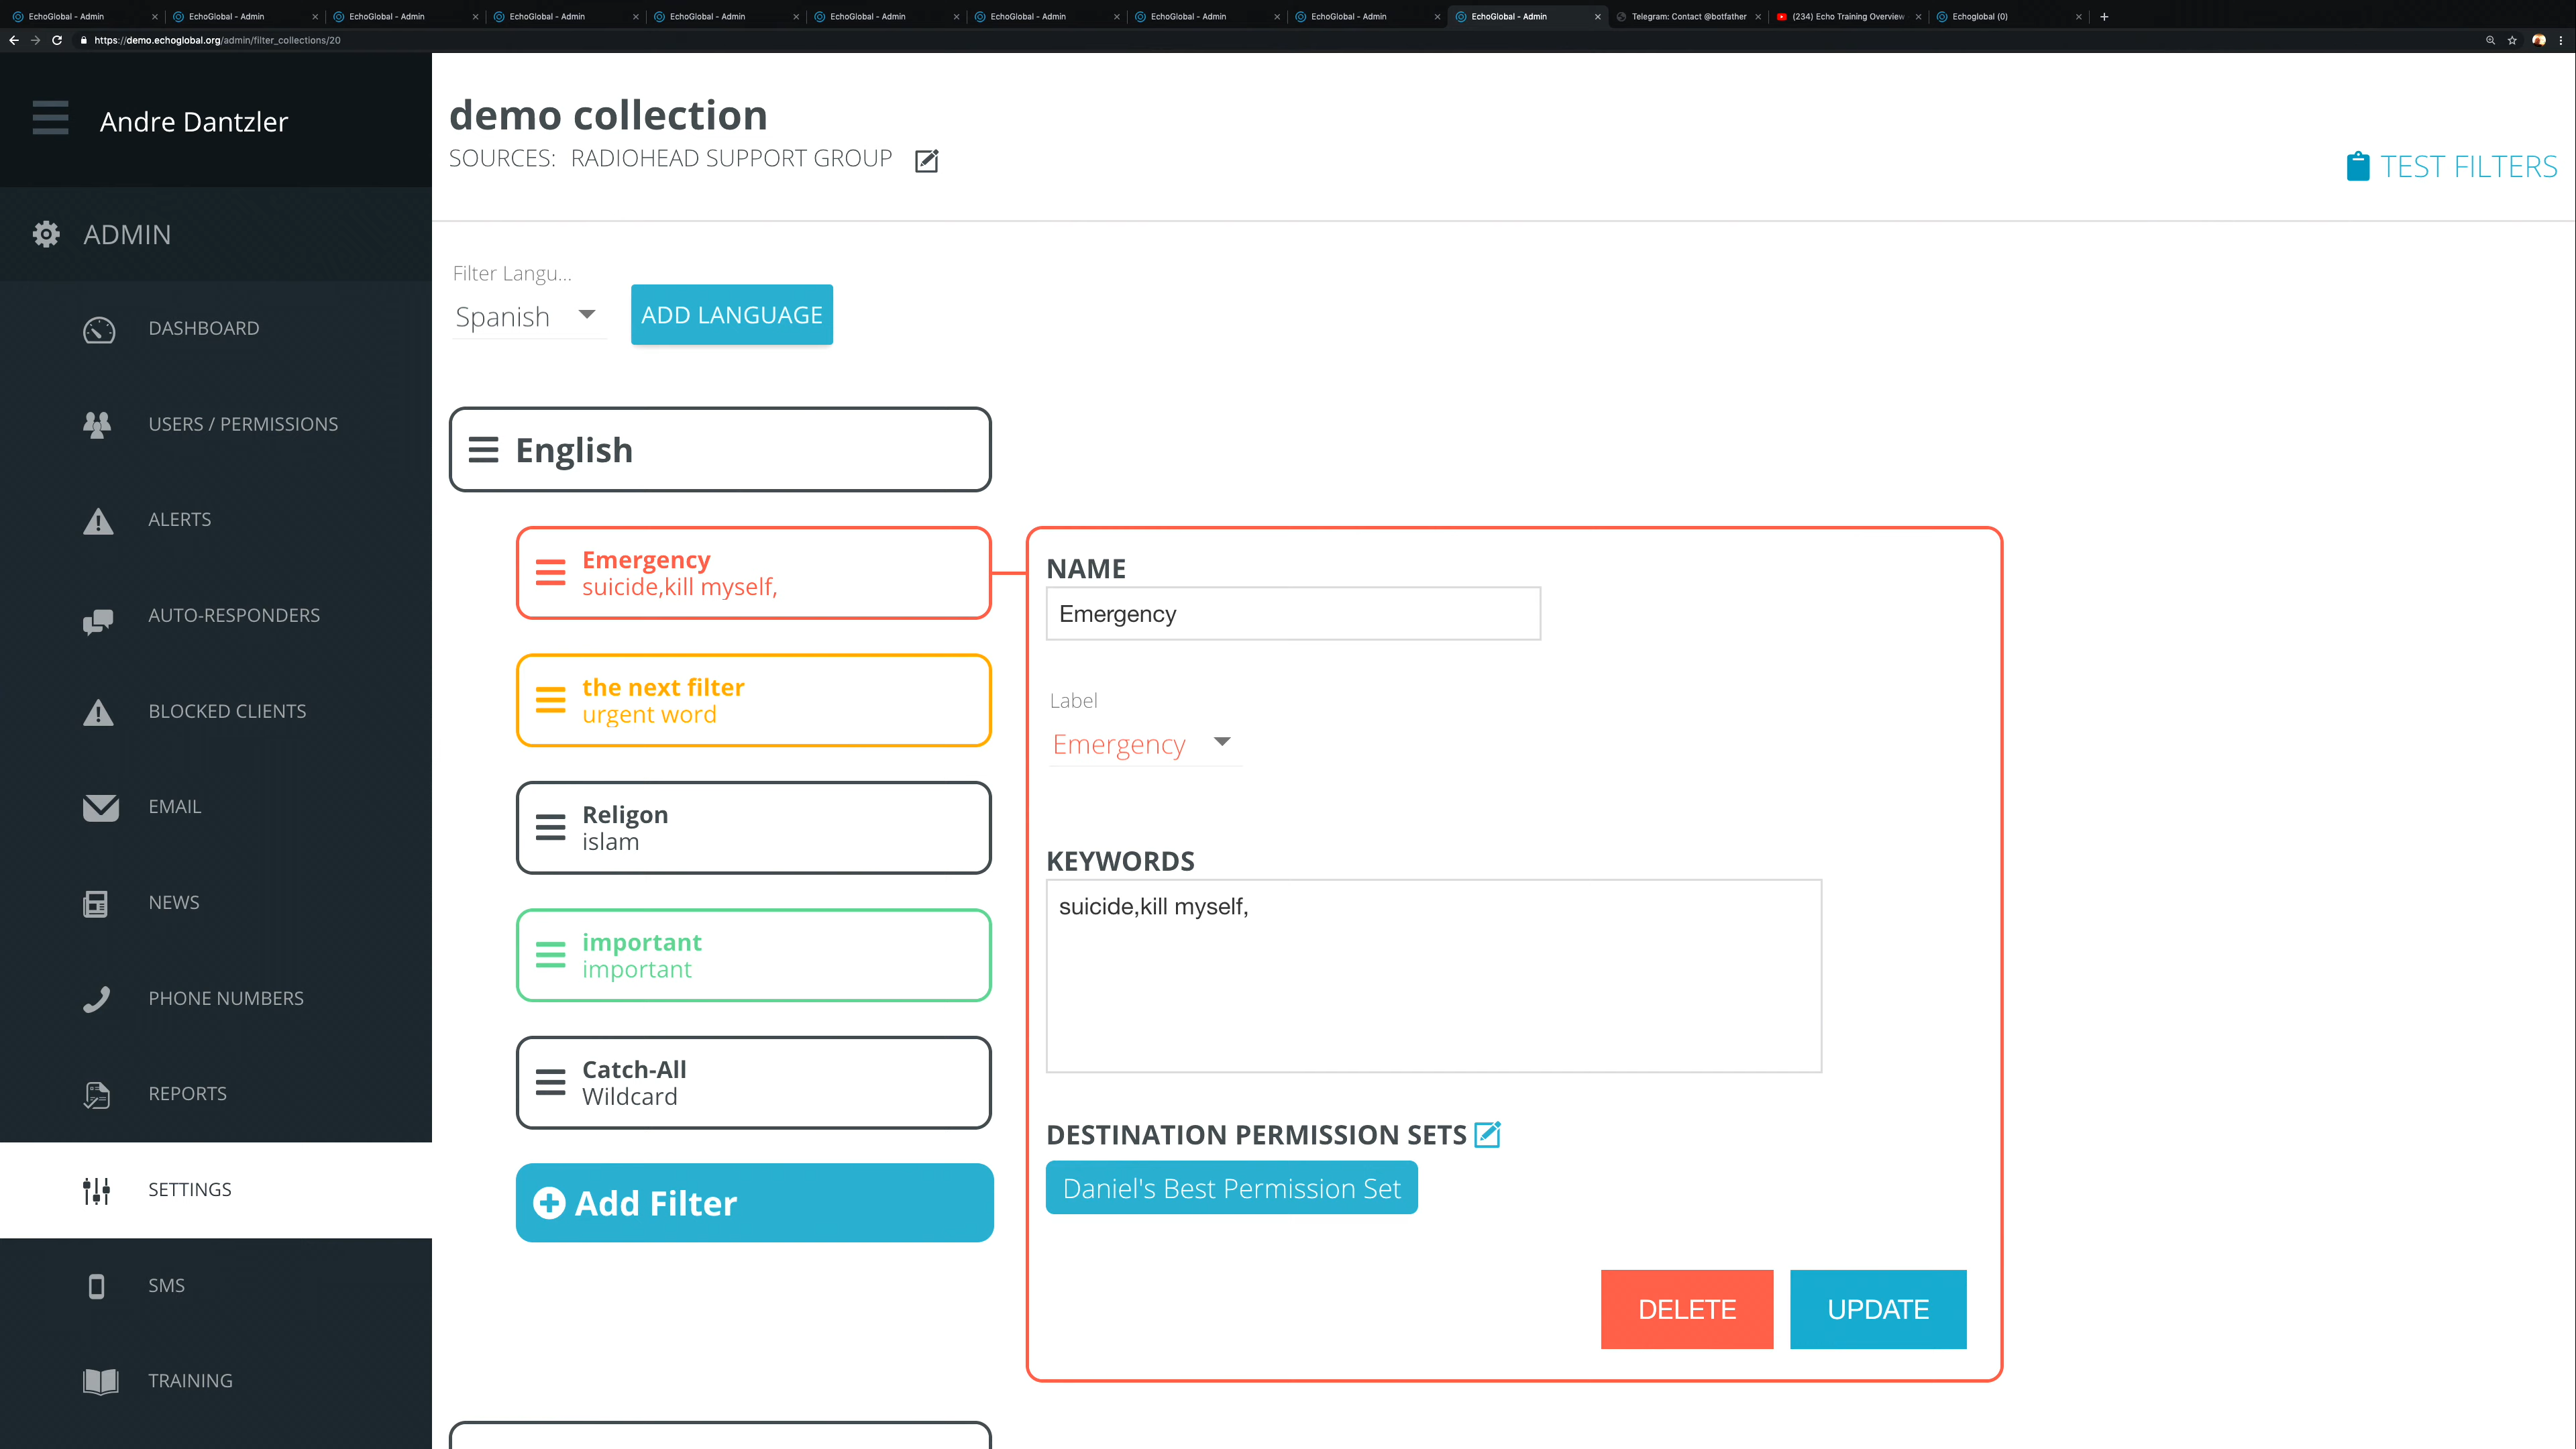 EchoGlobal - Admin
EchoGlobal - Admin
EchoGlobal - Admin
EchoGlobal - Admin
EchoGlobal - Admin
EchoGlobal - Admin
EchoGlobal - Admin
EchoGlobal - Admin
EchoGlobal - Admin
EchoGlobal - Admin
Telegram: Contact @botfather
(234) Echo Training Overview
Echoglobal (0)
https://demo.echoglobal.org/admin/filter_collections/20
Andre Dantzler
ADMIN
DASHBOARD
USERS / PERMISSIONS
ALERTS
AUTO-RESPONDERS
BLOCKED CLIENTS
EMAIL
NEWS
PHONE NUMBERS
REPORTS
SETTINGS
SMS
TRAINING
demo collection
SOURCES: RADIOHEAD SUPPORT GROUP
TEST FILTERS
Filter Langu...
Spanish
ADD LANGUAGE
English
Emergency
suicide,kill myself,
the next filter
urgent word
Religon
islam
important
important
Catch-All
Wildcard
Add Filter
NAME
Emergency
Label
Emergency
KEYWORDS
suicide,kill myself,
DESTINATION PERMISSION SETS
Daniel's Best Permission Set
DELETE
UPDATE